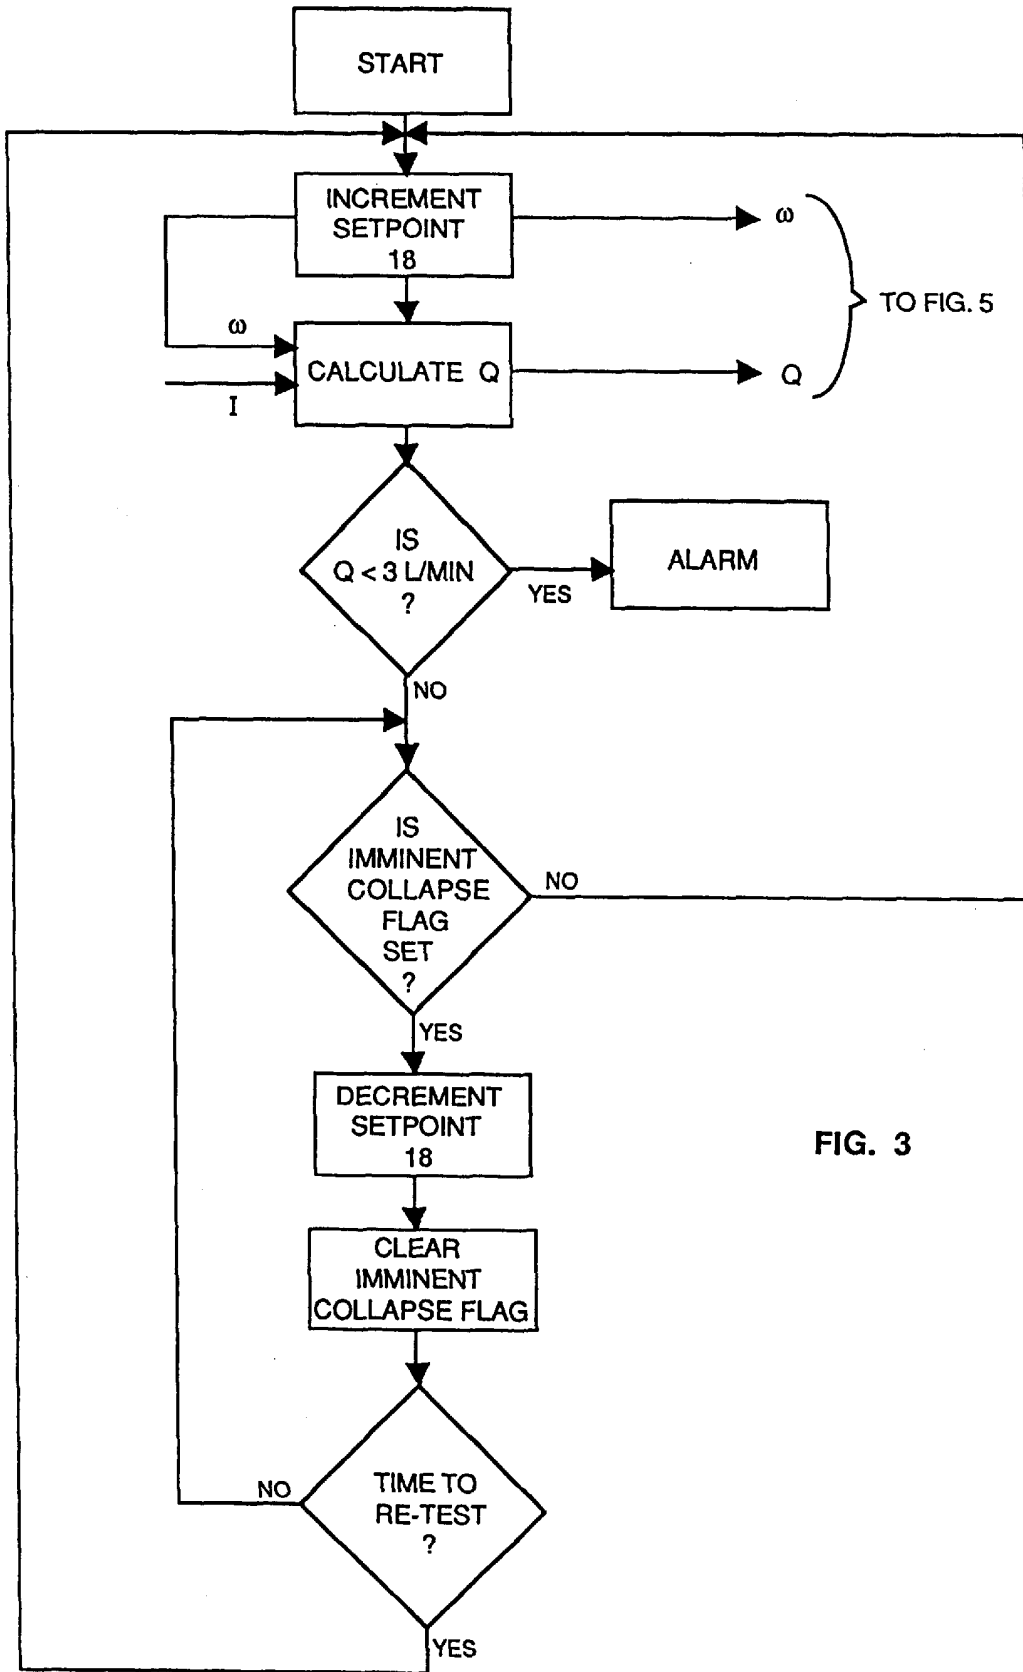 START
INCREMENT
SETPOINT
18
ω
TO FIG. 5
ω
I
CALCULATE Q
Q
IS
Q < 3 L/MIN
?
YES
ALARM
NO
IS
IMMINENT
COLLAPSE
FLAG
SET
?
NO
YES
DECREMENT
SETPOINT
18
FIG. 3
CLEAR
IMMINENT
COLLAPSE FLAG
TIME TO
RE-TEST
?
NO
YES